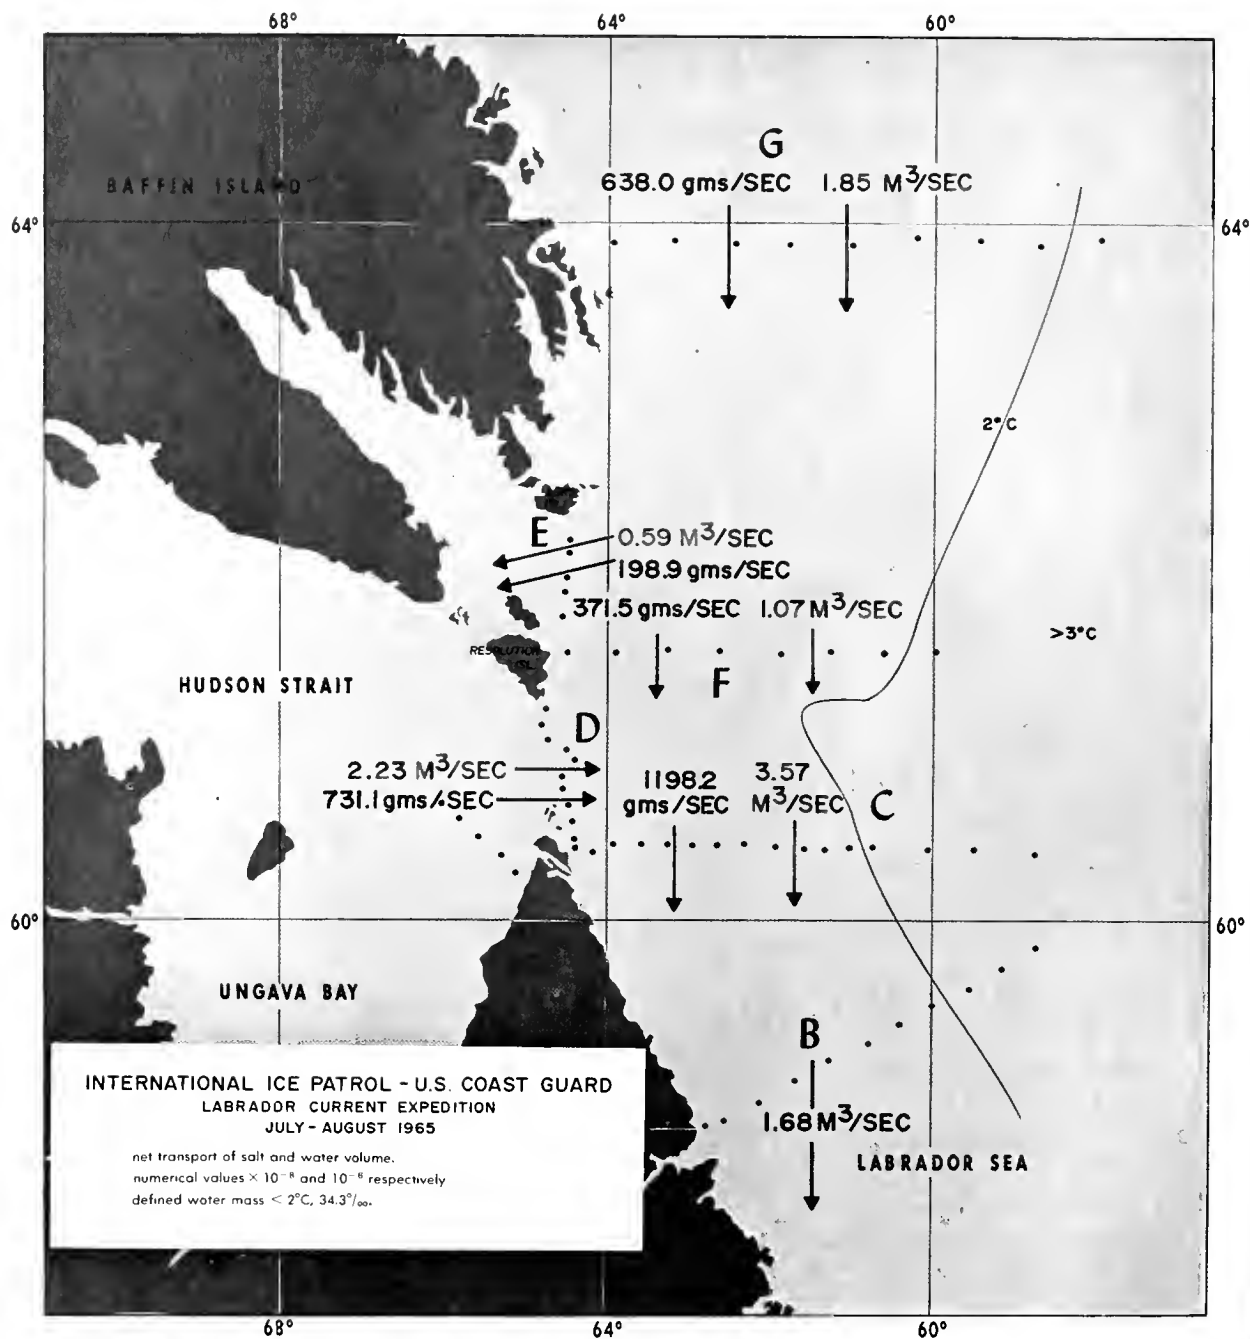 68° 64° 60°
G
638.0 gms/SEC 1.85 M³/SEC
BAFFIN ISLAND
64° 64°
2°C
E
0.59 M³/SEC
198.9 gms/SEC
371.5 gms/SEC 1.07 M³/SEC
>3°C
RESOLUTION
ISL.
HUDSON STRAIT
F
D
2.23 M³/SEC
731.1 gms/SEC
1198.2
gms/SEC
3.57
M³/SEC
C
60° 60°
UNGAVA BAY
B
1.68 M³/SEC
LABRADOR SEA
INTERNATIONAL ICE PATROL - U.S. COAST GUARD
LABRADOR CURRENT EXPEDITION
JULY - AUGUST 1965
net transport of salt and water volume.
numerical values × 10⁻⁸ and 10⁻⁶ respectively
defined water mass < 2°C, 34.3°/₀₀.
68° 64° 60°